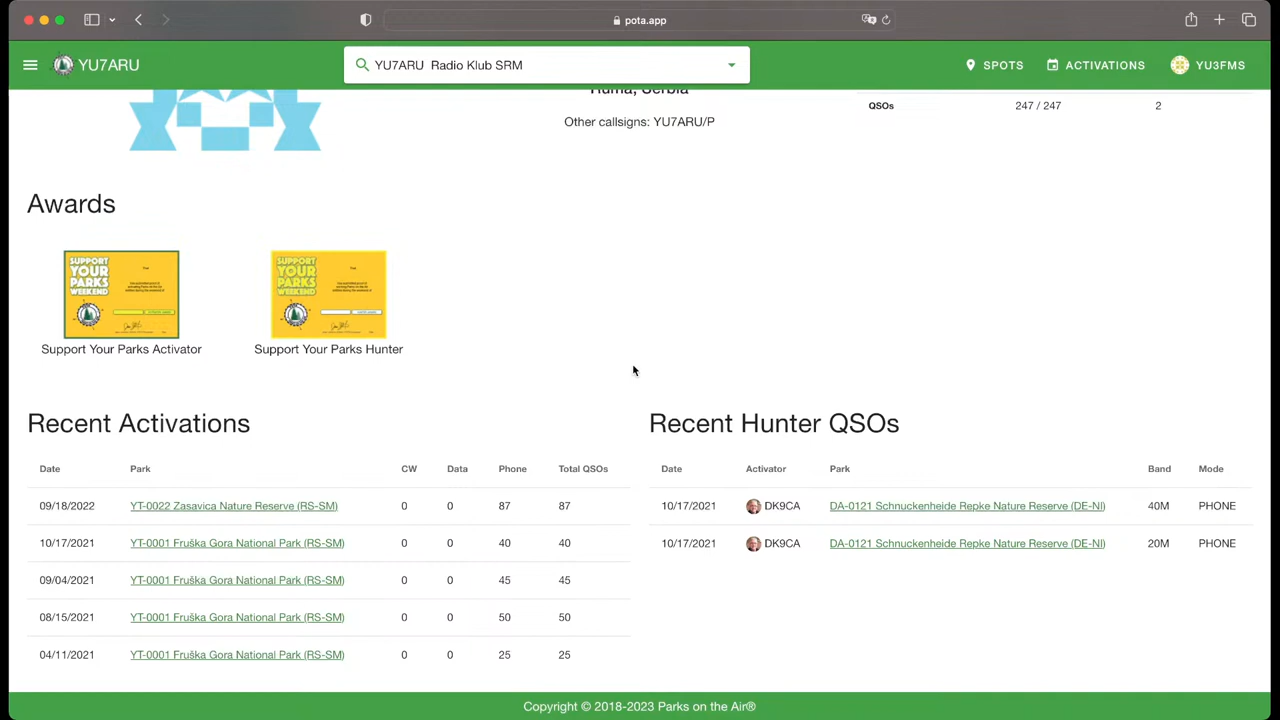 pota.app
YU7ARU
YU7ARU Radio Klub SRM
SPOTS
ACTIVATIONS
YU3FMS
Ruma, Serbia
Other callsigns: YU7ARU/P
QSOs 247 / 247 2
Awards
SUPPORT YOUR PARKS WEEKEND
SUPPORT YOUR PARKS WEEKEND
Support Your Parks Activator
Support Your Parks Hunter
Recent Activations
Date Park CW Data Phone Total QSOs
09/18/2022 YT-0022 Zasavica Nature Reserve (RS-SM) 0 0 87 87
10/17/2021 YT-0001 Fruška Gora National Park (RS-SM) 0 0 40 40
09/04/2021 YT-0001 Fruška Gora National Park (RS-SM) 0 0 45 45
08/15/2021 YT-0001 Fruška Gora National Park (RS-SM) 0 0 50 50
04/11/2021 YT-0001 Fruška Gora National Park (RS-SM) 0 0 25 25
Recent Hunter QSOs
Date Activator Park Band Mode
10/17/2021 DK9CA DA-0121 Schnuckenheide Repke Nature Reserve (DE-NI) 40M PHONE
10/17/2021 DK9CA DA-0121 Schnuckenheide Repke Nature Reserve (DE-NI) 20M PHONE
Copyright © 2018-2023 Parks on the Air®